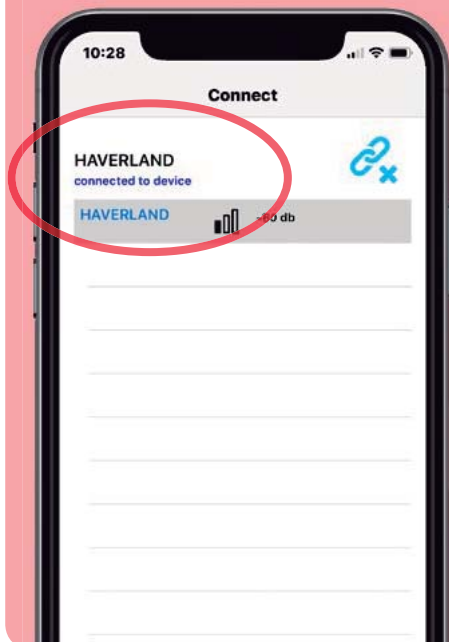 10:28
Connect
HAVERLAND
connected to device
HAVERLAND
db